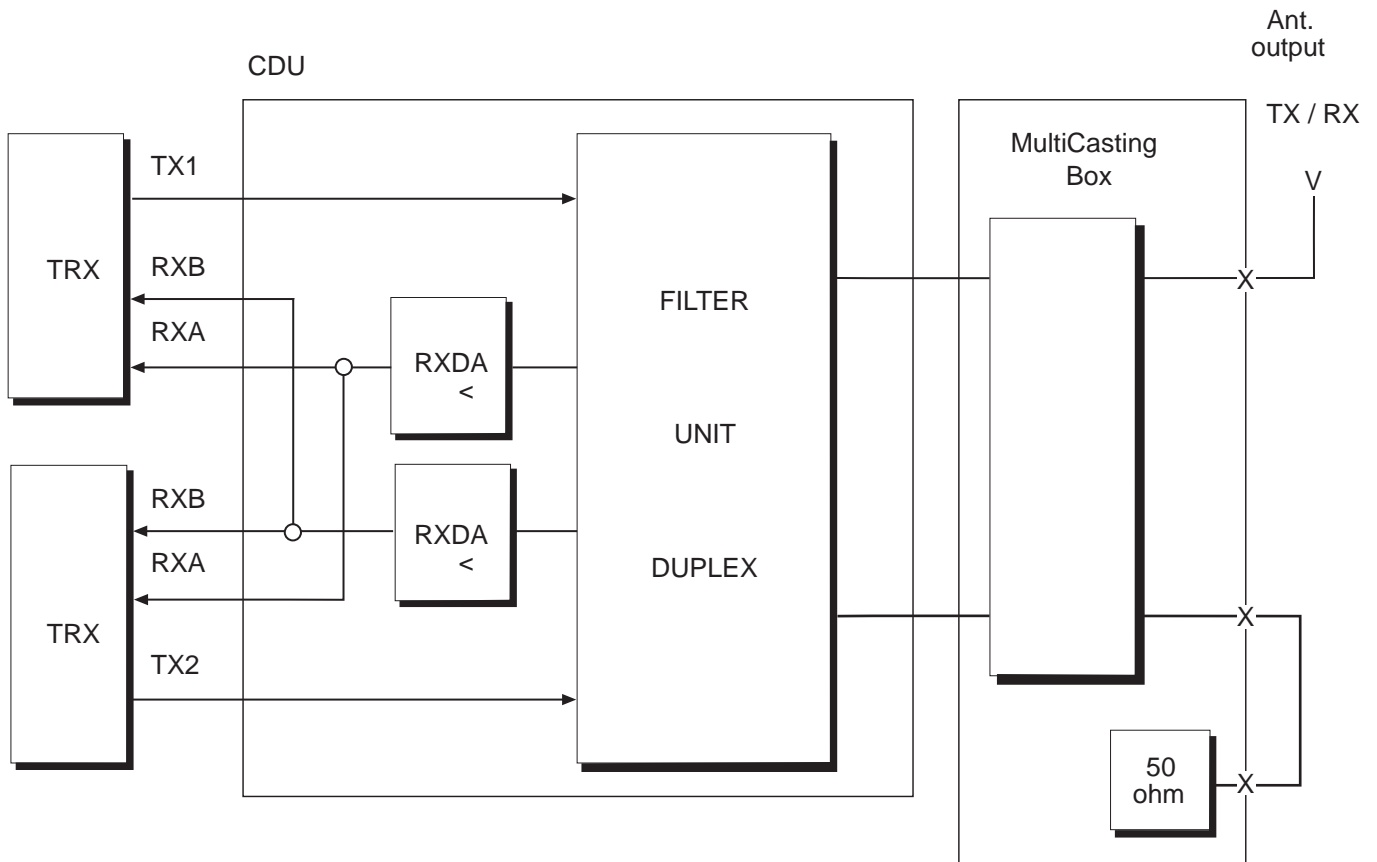 Ant.
output
CDU
TX / RX
MultiCasting
Box
TX1
V
TRX
RXB
FILTER
X
RXA
RXDA
<
UNIT
RXB
RXDA
<
RXA
DUPLEX
X
TRX
TX2
50
ohm
X